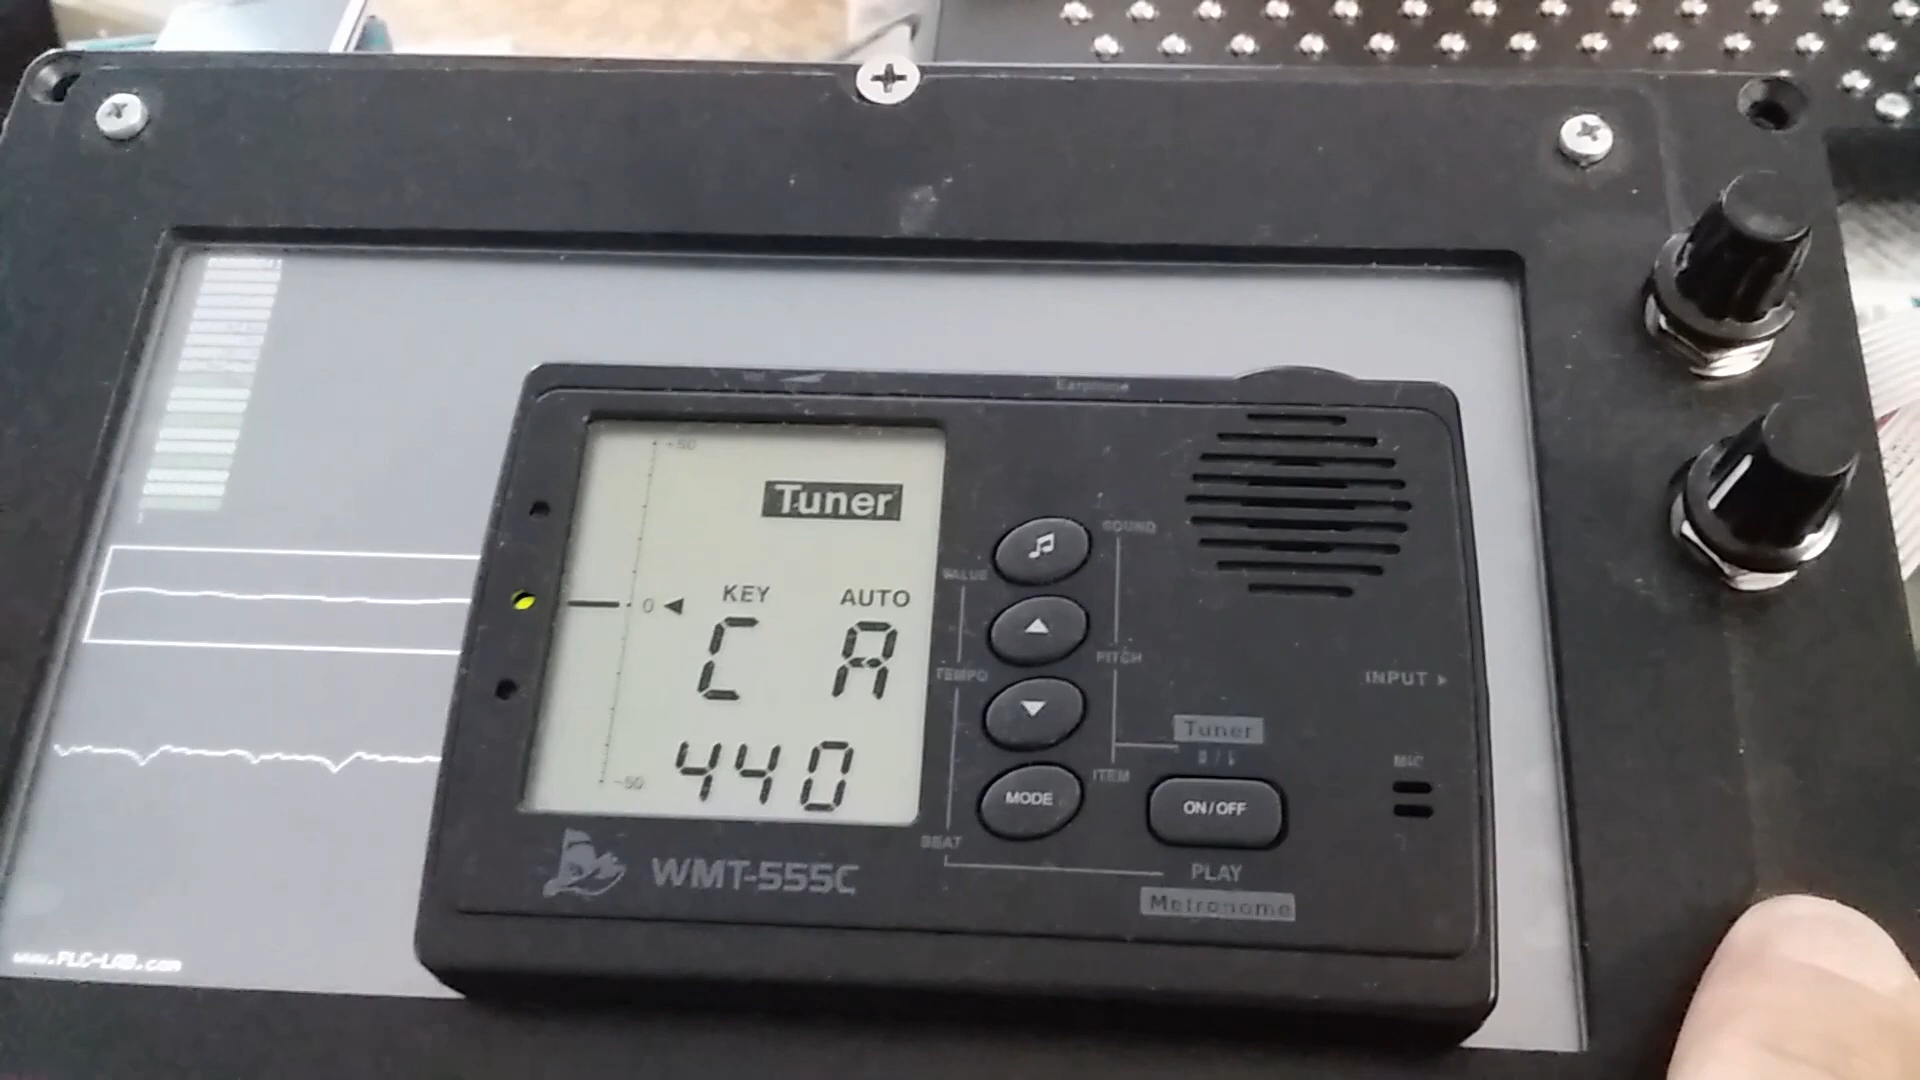 Earphone
+50
Tuner
SOUND
VALUE
KEY AUTO
0
C A
PITCH
TEMPO
INPUT
Tuner
440
-50
ITEM
MIC
MODE
ON/OFF
BEAT
WMT-555C
PLAY
Metronome
www.PLC-LAB.com